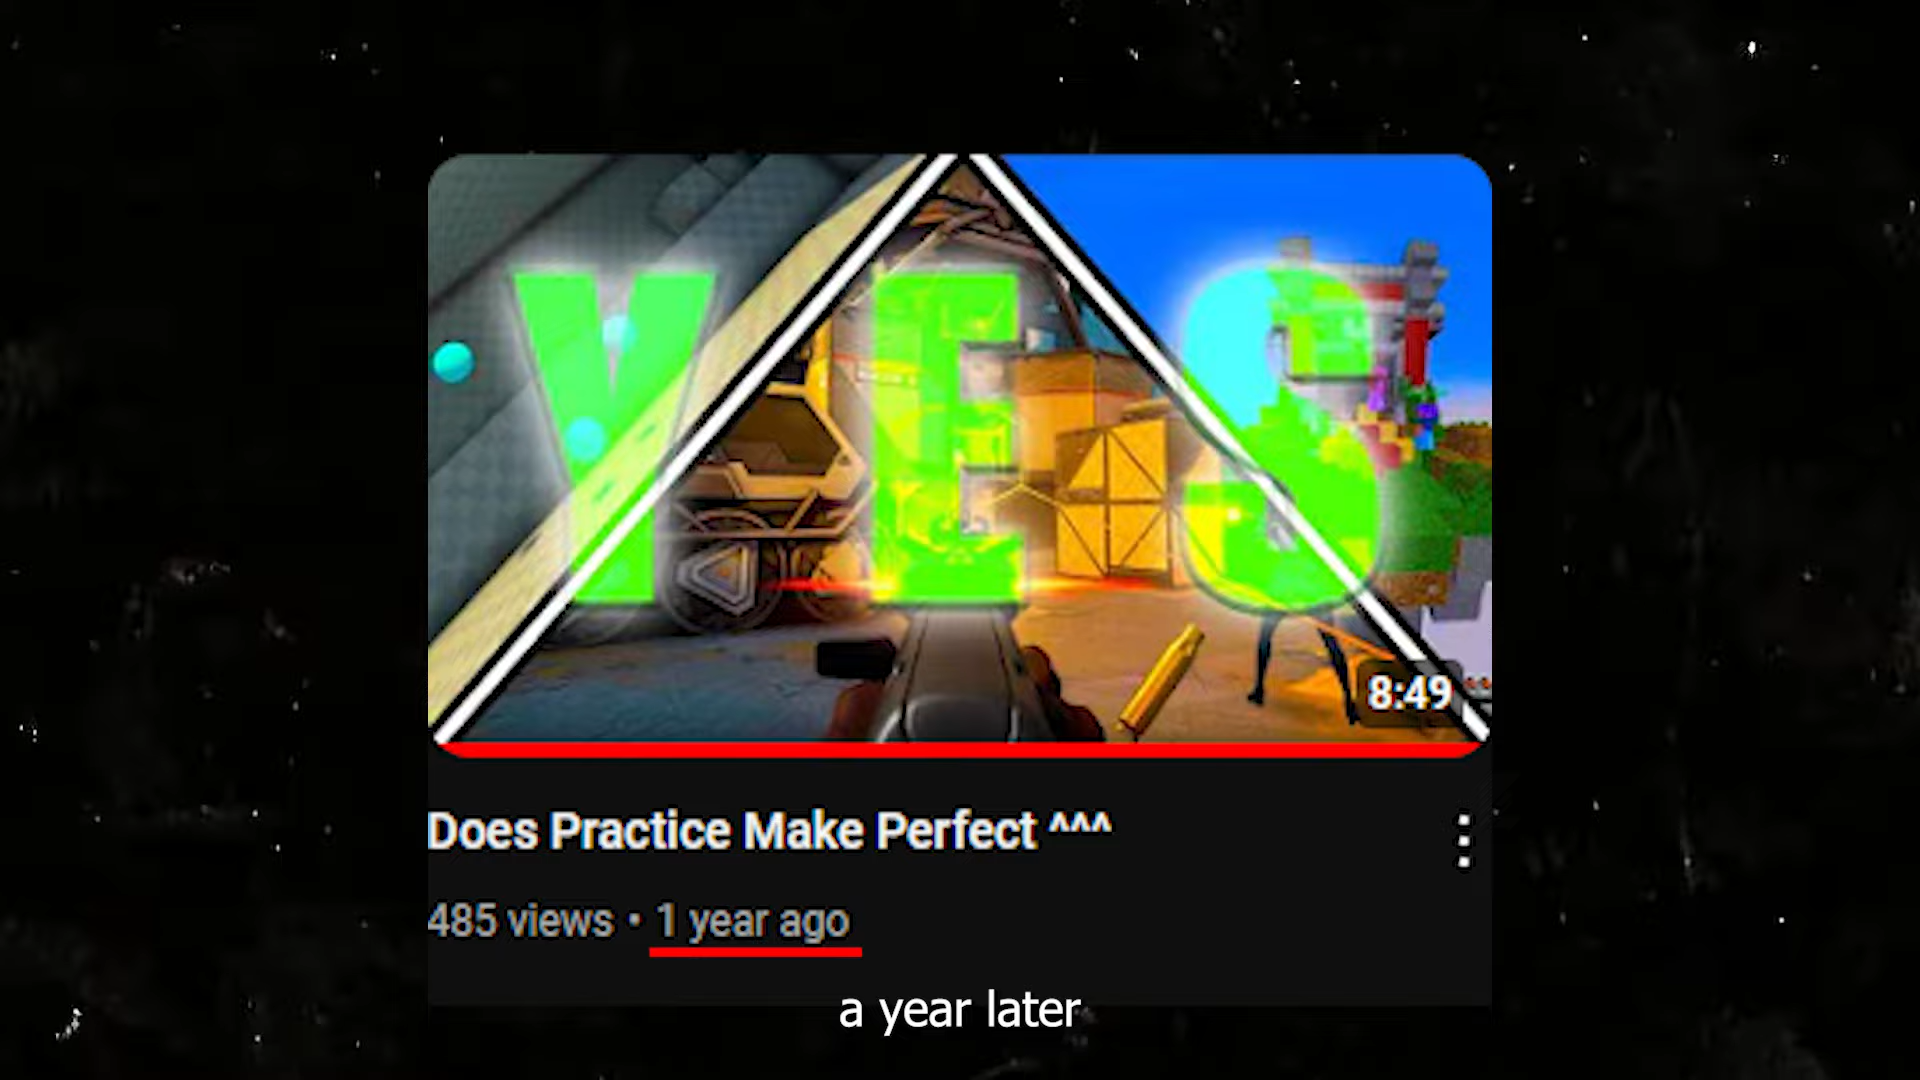 YES
8:49
Does Practice Make Perfect ^^^
485 views • 1 year ago
a year later